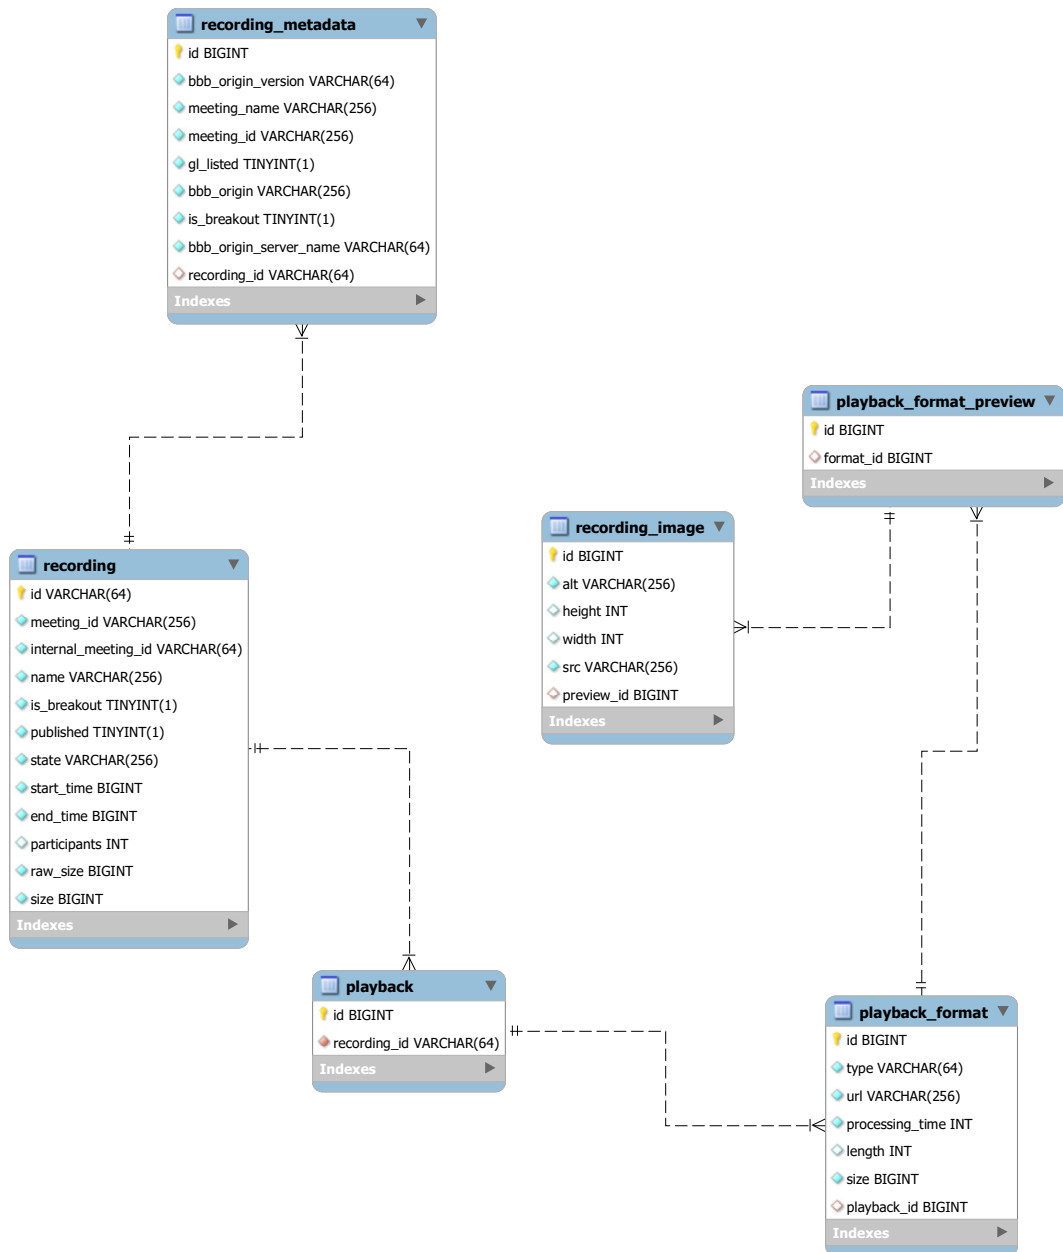 recording_metadata
id BIGINT
bbb_origin_version VARCHAR(64)
meeting_name VARCHAR(256)
meeting_id VARCHAR(256)
gl_listed TINYINT(1)
bbb_origin VARCHAR(256)
is_breakout TINYINT(1)
bbb_origin_server_name VARCHAR(64)
recording_id VARCHAR(64)
Indexes
playback_format_preview
id BIGINT
format_id BIGINT
Indexes
recording_image
id BIGINT
alt VARCHAR(256)
height INT
width INT
src VARCHAR(256)
preview_id BIGINT
Indexes
recording
id VARCHAR(64)
meeting_id VARCHAR(256)
internal_meeting_id VARCHAR(64)
name VARCHAR(256)
is_breakout TINYINT(1)
published TINYINT(1)
state VARCHAR(256)
start_time BIGINT
end_time BIGINT
participants INT
raw_size BIGINT
size BIGINT
Indexes
playback
id BIGINT
recording_id VARCHAR(64)
Indexes
playback_format
id BIGINT
type VARCHAR(64)
url VARCHAR(256)
processing_time INT
length INT
size BIGINT
playback_id BIGINT
Indexes